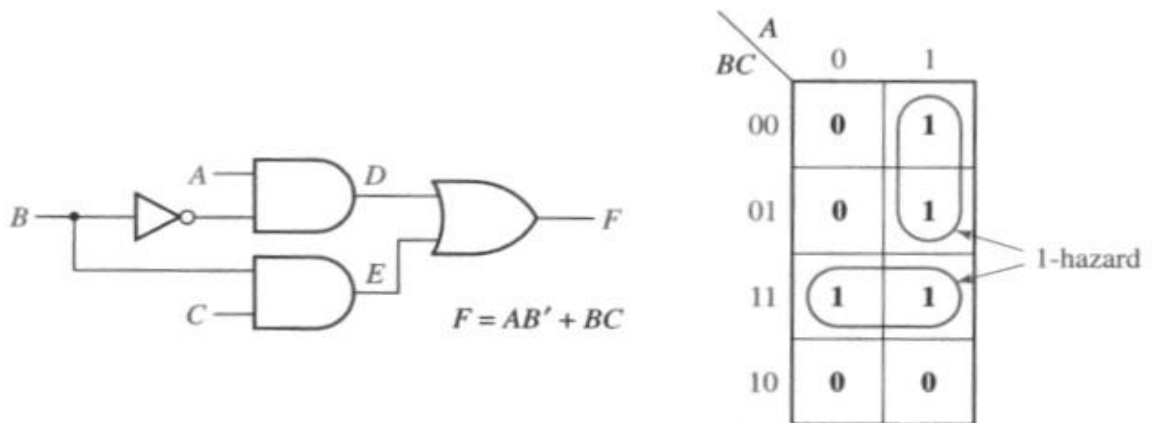 A
D
B
F
E
C
F = AB′ + BC
A
BC
0 1
00 0 1
01 0 1
1-hazard
11 1 1
10 0 0